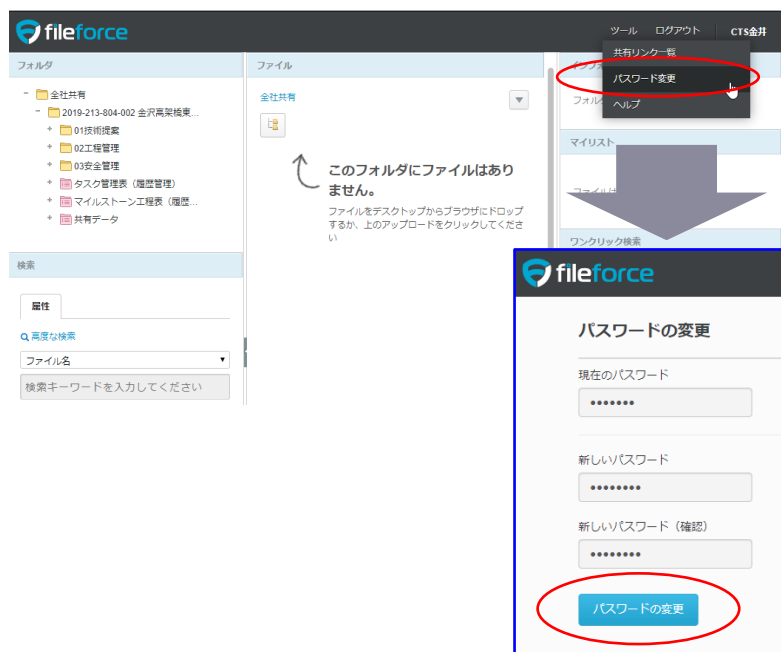 fileforce
ツール ログアウト CTS金井
フォルダ
ファイル
共有リンク一覧
パスワード変更
ヘルプ
全社共有
2019-213-804-002 金沢高架橋東...
01技術提案
02工程管理
03安全管理
タスク管理表（履歴管理）
マイルストーン工程表（履歴...
共有データ
全社共有
このフォルダにファイルはあり
ません。
ファイルをデスクトップからブラウザにドロップ
するか、上のアップロードをクリックしてくださ
い
マイリスト
ワンクリック検索
検索
属性
高度な検索
ファイル名
検索キーワードを入力してください
fileforce
パスワードの変更
現在のパスワード
•••••••
新しいパスワード
••••••••
新しいパスワード（確認）
••••••••
パスワードの変更